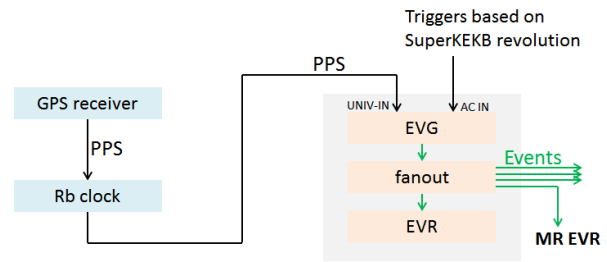 Triggers based on
SuperKEKB revolution
PPS
GPS receiver
UNIV-IN
AC IN
EVG
PPS
Events
fanout
Rb clock
EVR
MR EVR